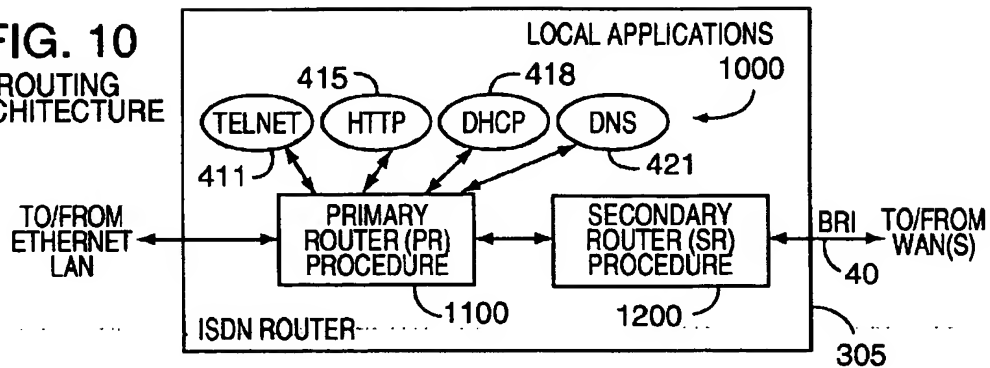 FIG. 10
ROUTING
CHITECTURE
LOCAL APPLICATIONS
1000
415
418
TELNET
HTTP
DHCP
DNS
411
421
TO/FROM
ETHERNET
LAN
PRIMARY
ROUTER (PR)
PROCEDURE
SECONDARY
ROUTER (SR)
PROCEDURE
BRI
40
TO/FROM
WAN(S)
1100
1200
ISDN ROUTER
305